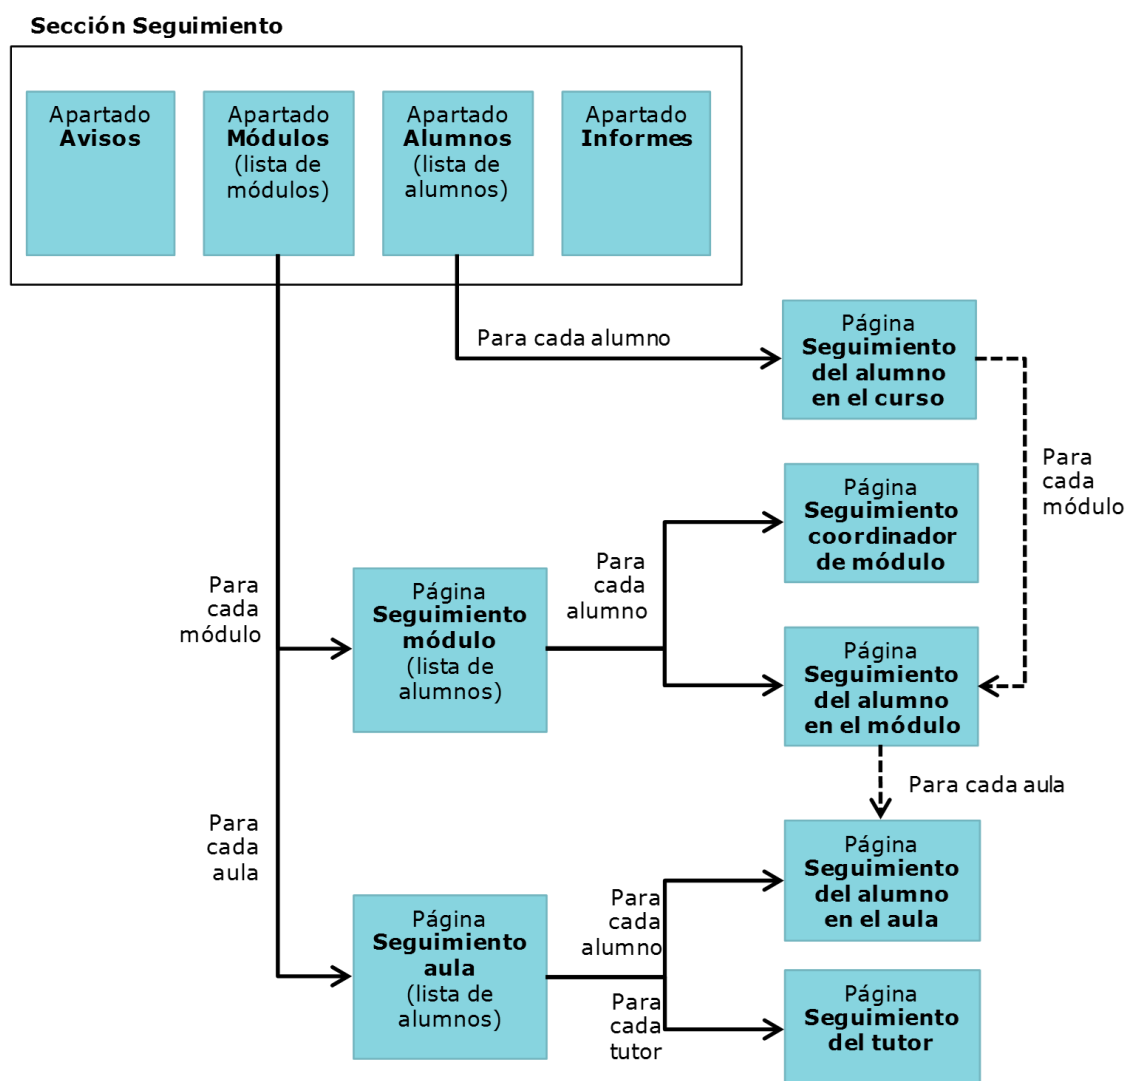 Sección Seguimiento
Apartado
Avisos
Apartado
Módulos
(lista de
módulos)
Apartado
Alumnos
(lista de
alumnos)
Apartado
Informes
Para cada alumno
Página
Seguimiento
del alumno
en el curso
Para
cada
módulo
Página
Seguimiento
coordinador
de módulo
Para
cada
alumno
Para
cada
módulo
Página
Seguimiento
módulo
(lista de
alumnos)
Página
Seguimiento
del alumno
en el módulo
Para cada aula
Para
cada
aula
Página
Seguimiento
aula
(lista de
alumnos)
Para
cada
alumno
Página
Seguimiento
del alumno
en el aula
Para
cada
tutor
Página
Seguimiento
del tutor